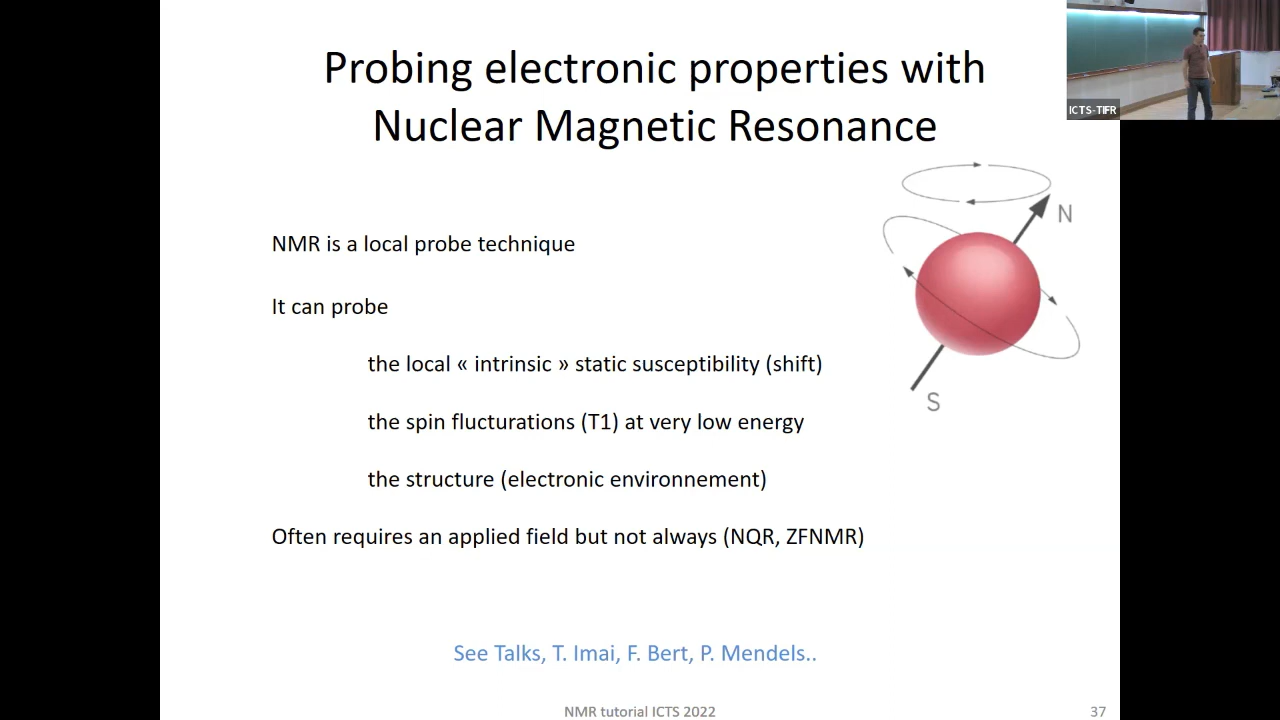 Probing electronic properties with
Nuclear Magnetic Resonance
ICTS-TIFR
N
NMR is a local probe technique
It can probe
the local « intrinsic » static susceptibility (shift)
S
the spin flucturations (T1) at very low energy
the structure (electronic environnement)
Often requires an applied field but not always (NQR, ZFNMR)
See Talks, T. Imai, F. Bert, P. Mendels..
NMR tutorial ICTS 2022
37